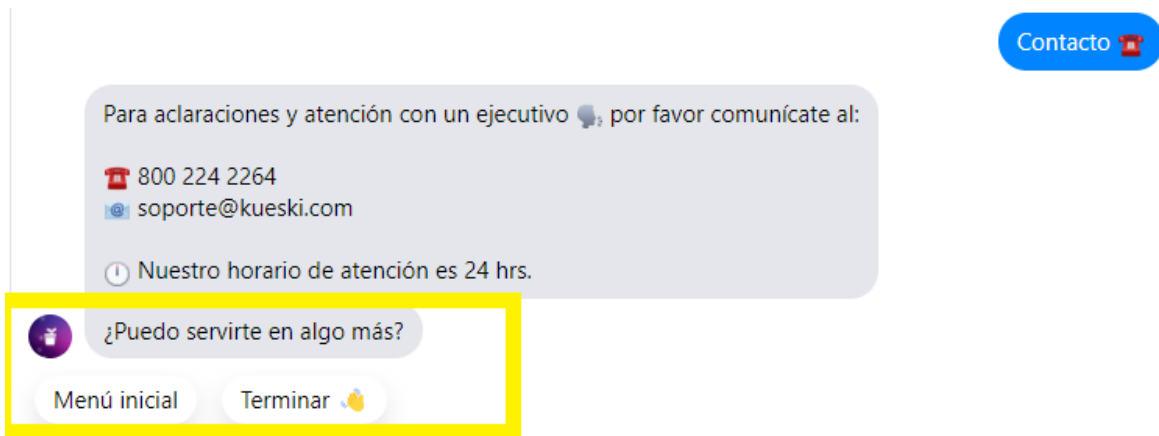 Contacto ☎️
Para aclaraciones y atención con un ejecutivo 🗣️ por favor comunícate al:
☎️ 800 224 2264
📧 soporte@kueski.com
🕛 Nuestro horario de atención es 24 hrs.
¿Puedo servirte en algo más?
Menú inicial Terminar 👋